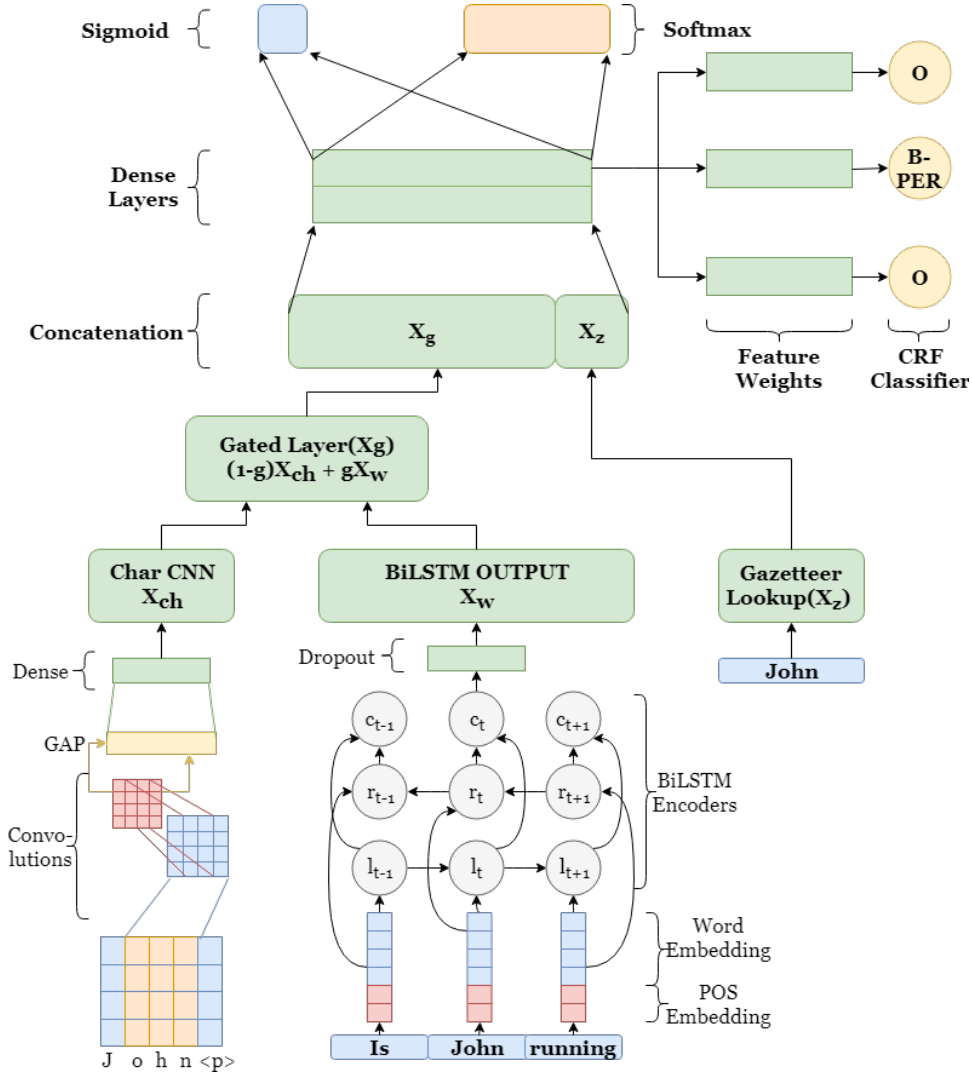 Sigmoid
Softmax
O
Dense
Layers
B-
PER
O
Concatenation
Xg
Xz
Feature
Weights
CRF
Classifier
Gated Layer(Xg)
(1-g)Xch + gXw
Char CNN
Xch
BiLSTM OUTPUT
Xw
Gazetteer
Lookup(Xz)
Dense
Dropout
John
GAP
ct-1
ct
ct+1
rt-1
rt
rt+1
BiLSTM
Encoders
Convo-
lutions
lt-1
lt
lt+1
Word
Embedding
POS
Embedding
Is
John
running
J o h n <p>